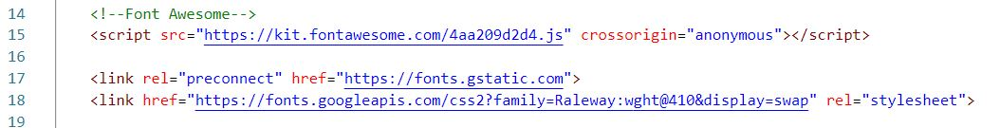 14 <!--Font Awesome-->
15 <script src="https://kit.fontawesome.com/4aa209d2d4.js" crossorigin="anonymous"></script>
16
17 <link rel="preconnect" href="https://fonts.gstatic.com">
18 <link href="https://fonts.googleapis.com/css2?family=Raleway:wght@410&display=swap" rel="stylesheet">
19